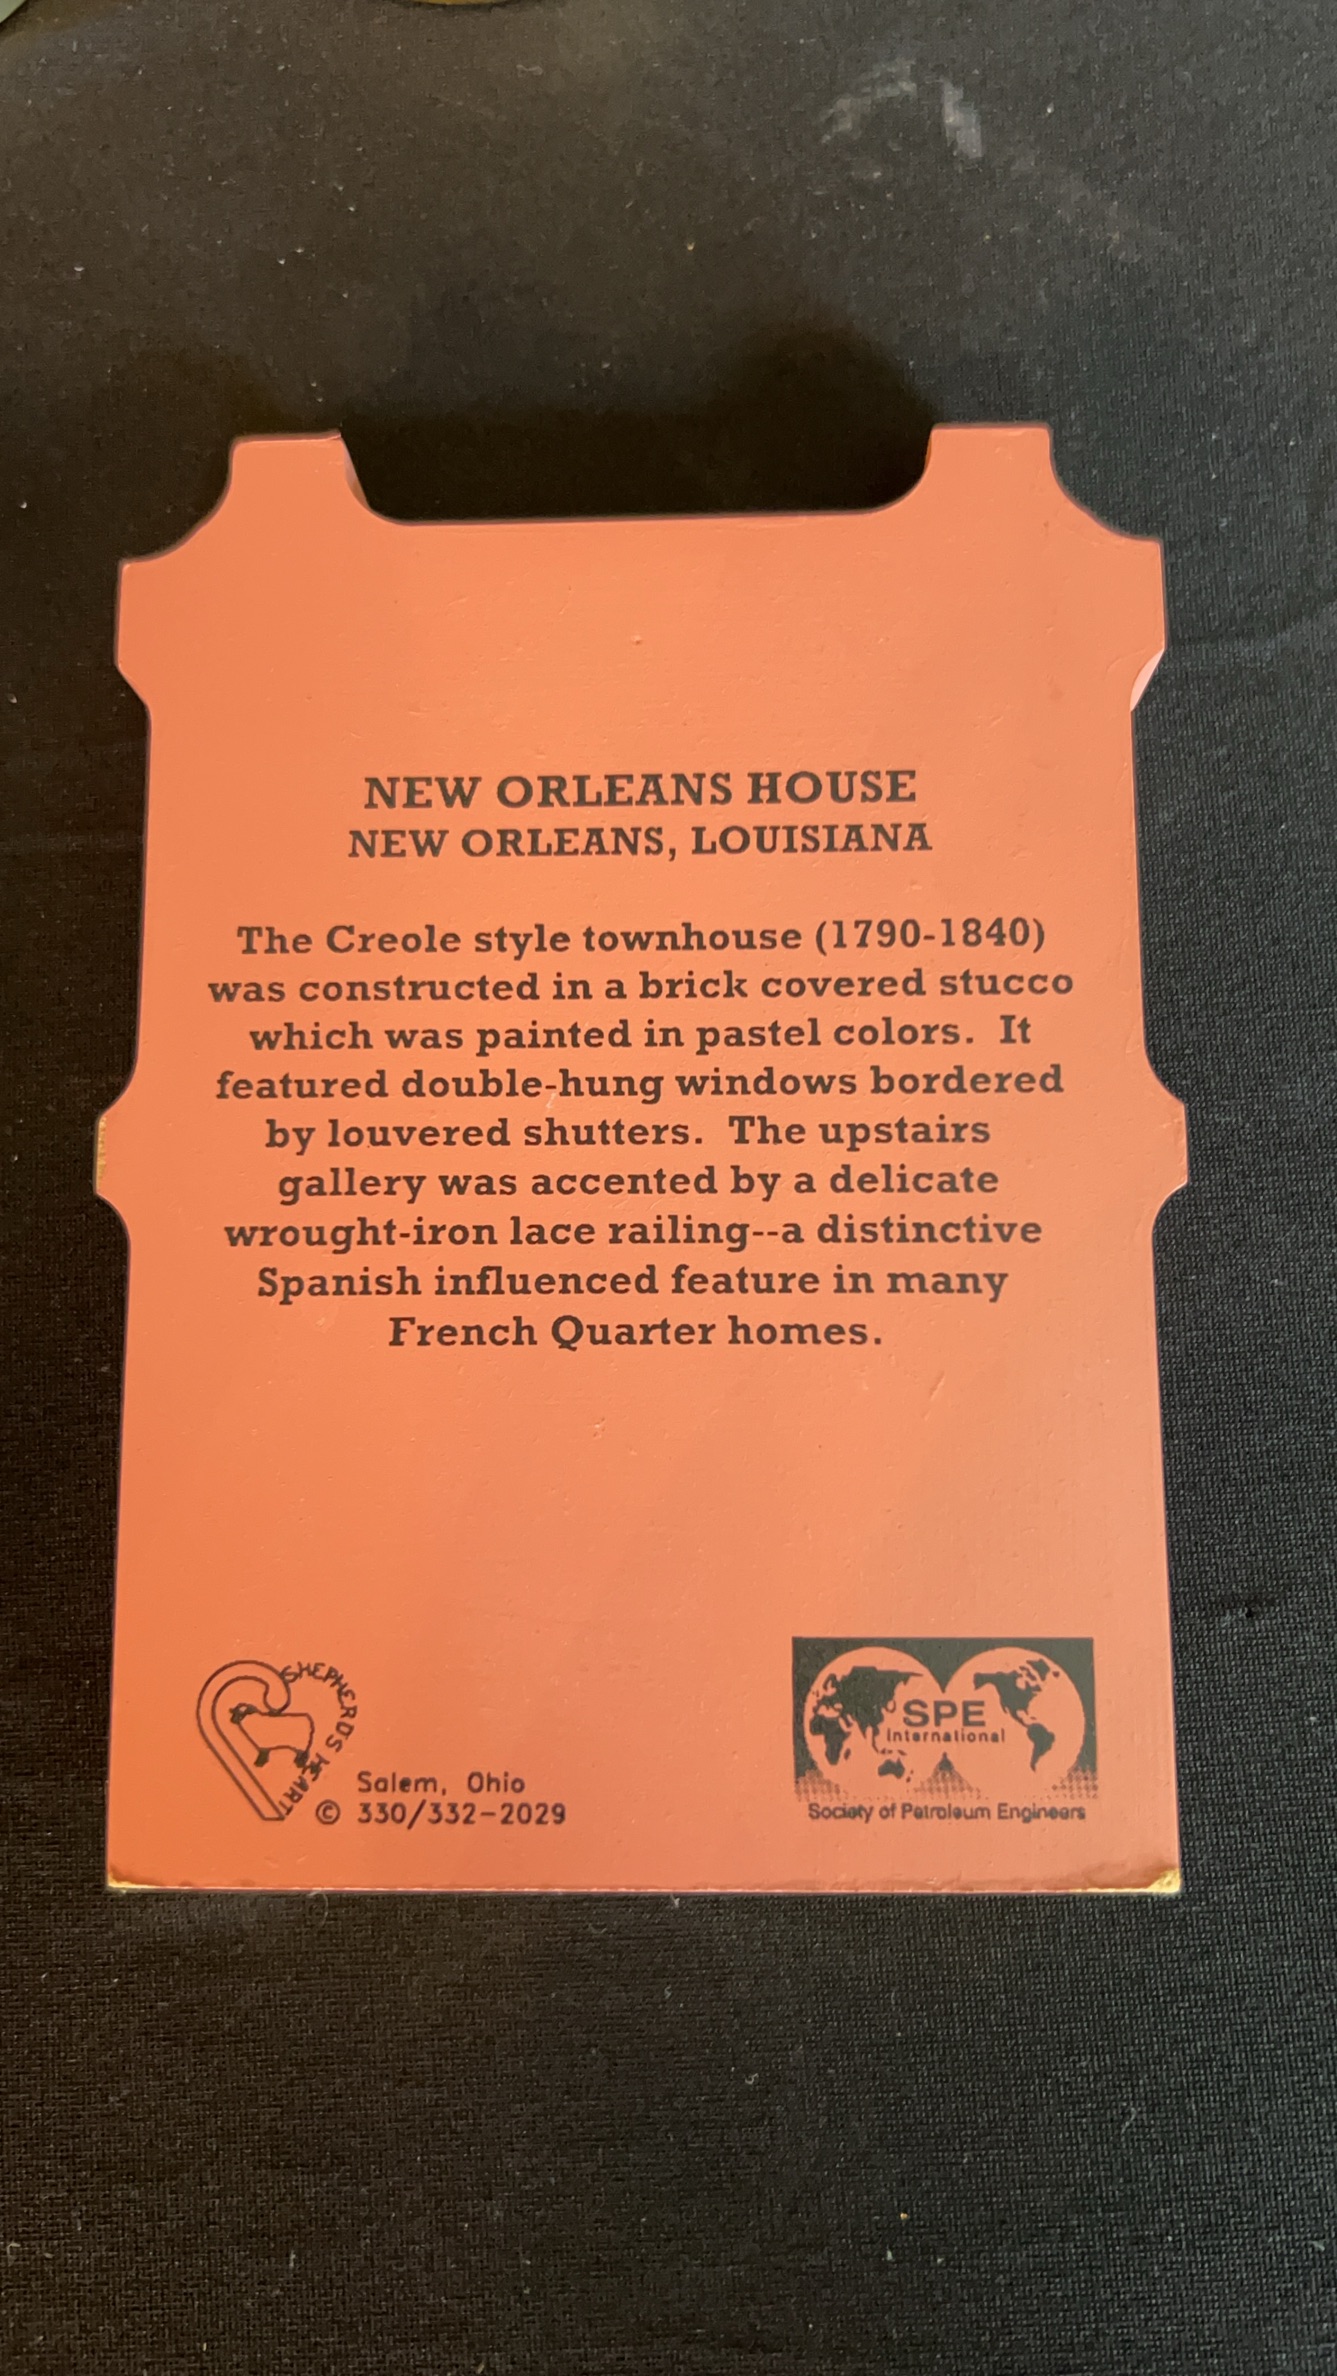 NEW ORLEANS HOUSE
NEW ORLEANS, LOUISIANA
The Creole style townhouse (1790-1840)
was constructed in a brick covered stucco
which was painted in pastel colors. It
featured double-hung windows bordered
by louvered shutters. The upstairs
gallery was accented by a delicate
wrought-iron lace railing--a distinctive
Spanish influenced feature in many
French Quarter homes.
SHEPHERD'S HEART
Salem, Ohio
© 330/332-2029
SPE
International
Society of Petroleum Engineers